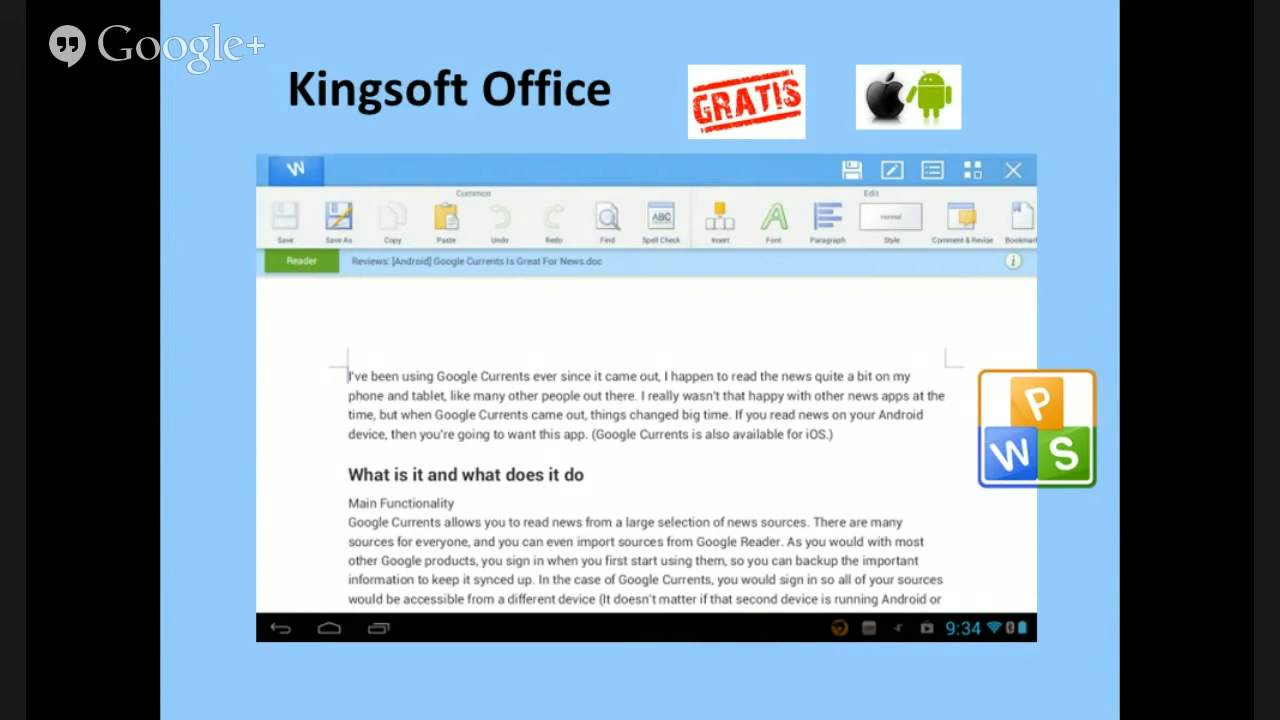 Google+
Kingsoft Office
GRATIS
W
Common
Edit
Save
Save As
Copy
Paste
Undo
Redo
Find
ABC
Spell Check
Insert
Font
Paragraph
normal
Style
Comment & Revise
Bookmar
Reader
Reviews: [Android] Google Currents Is Great For News.doc
I've been using Google Currents ever since it came out, I happen to read the news quite a bit on my
phone and tablet, like many other people out there. I really wasn't that happy with other news apps at the
time, but when Google Currents came out, things changed big time. If you read news on your Android
device, then you're going to want this app. (Google Currents is also available for iOS.)
What is it and what does it do
Main Functionality
Google Currents allows you to read news from a large selection of news sources. There are many
sources for everyone, and you can even import sources from Google Reader. As you would with most
other Google products, you sign in when you first start using them, so you can backup the important
information to keep it synced up. In the case of Google Currents, you would sign in so all of your sources
would be accessible from a different device (It doesn't matter if that second device is running Android or
P
W S
9:34